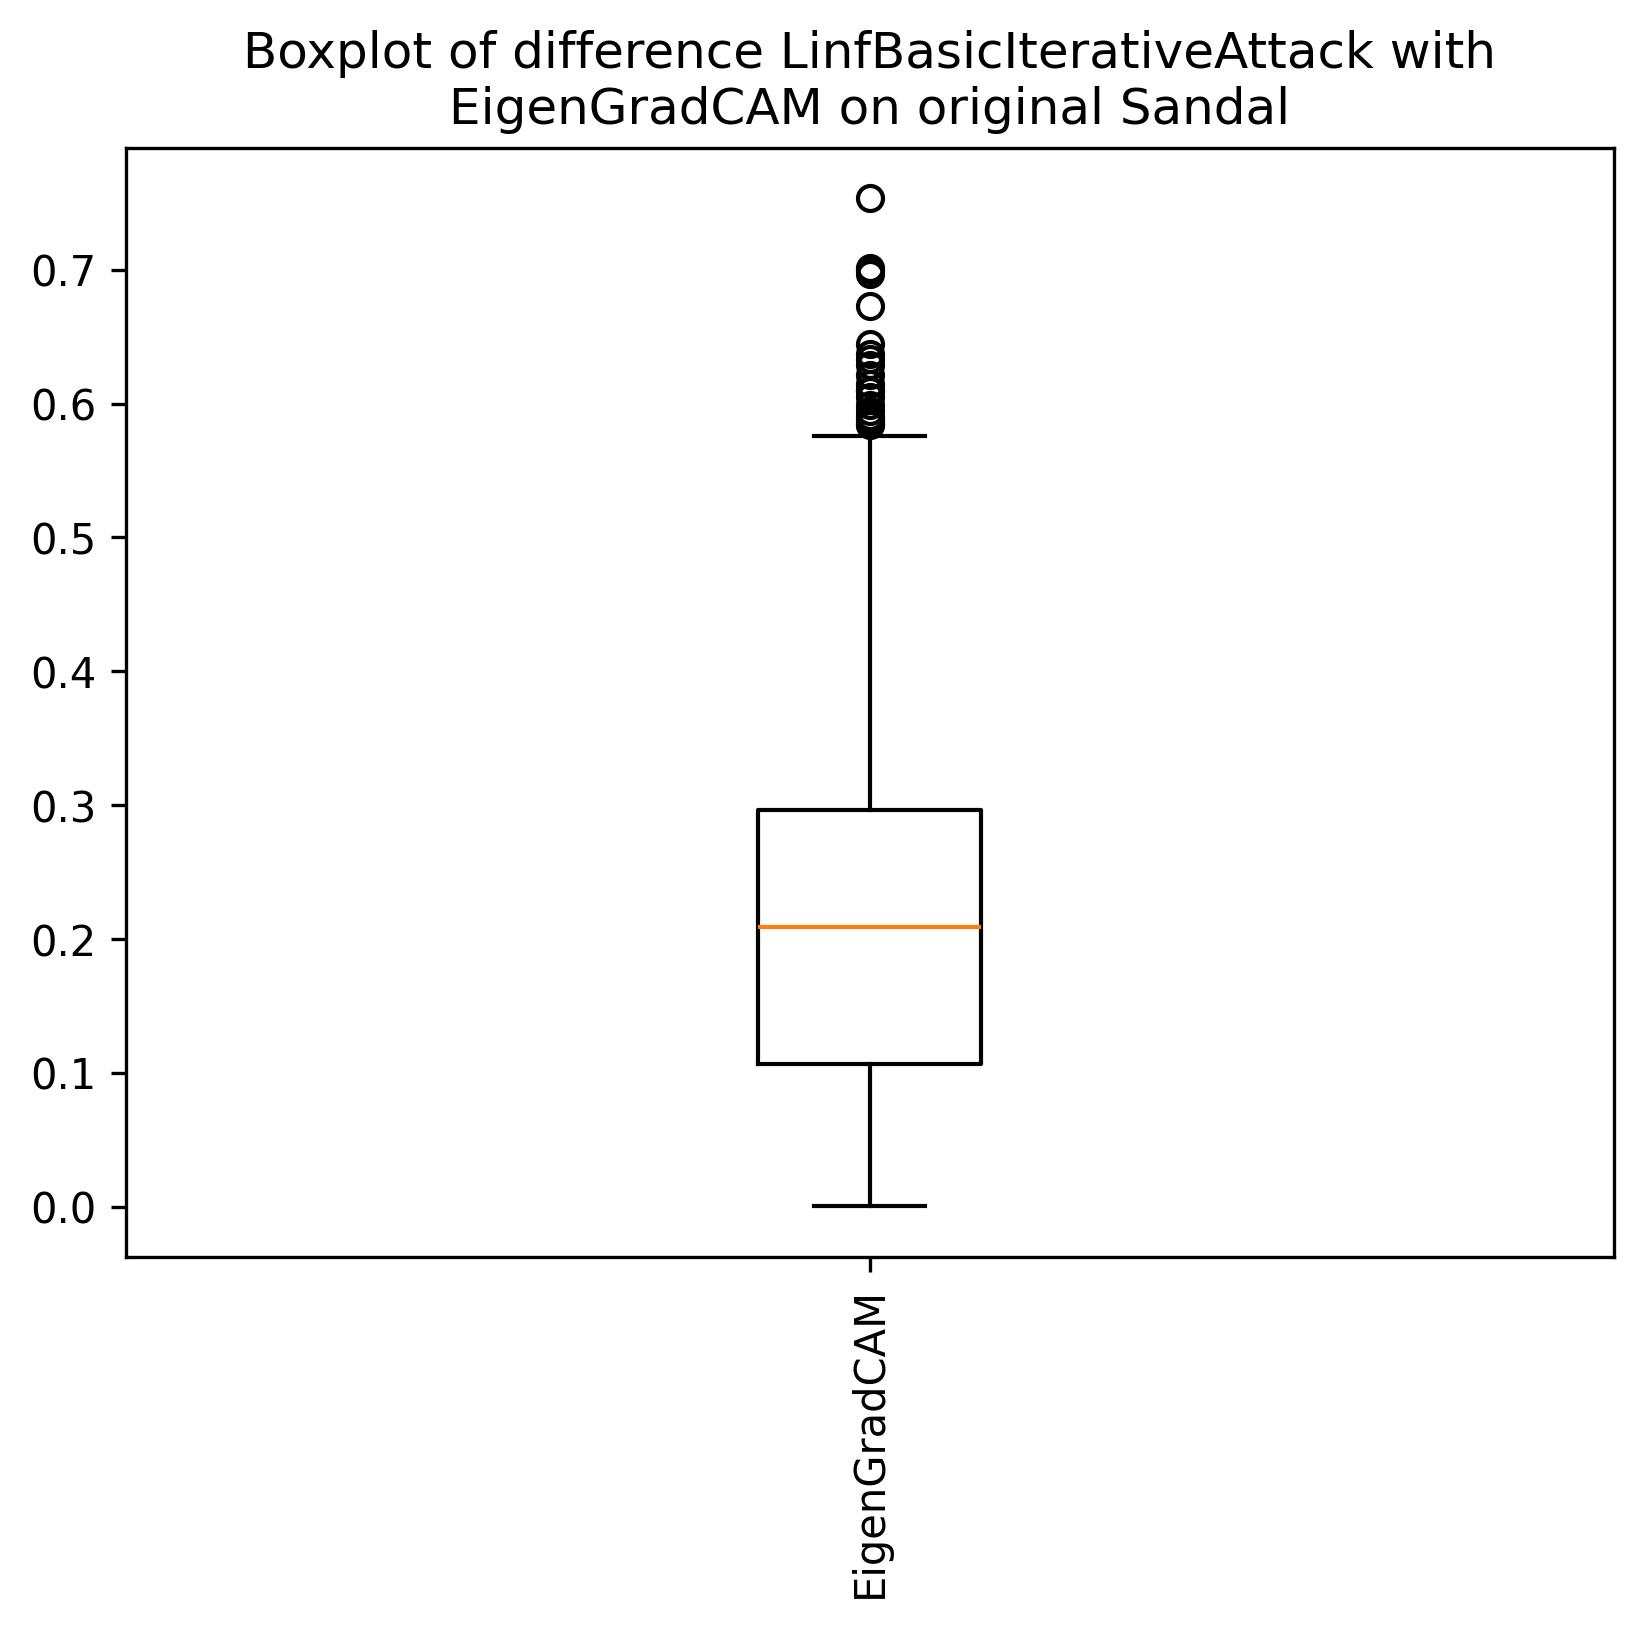 Boxplot of difference LinfBasicIterativeAttack with
EigenGradCAM on original Sandal
0.7
0.6
0.5
0.4
0.3
0.2
0.1
0.0
EigenGradCAM